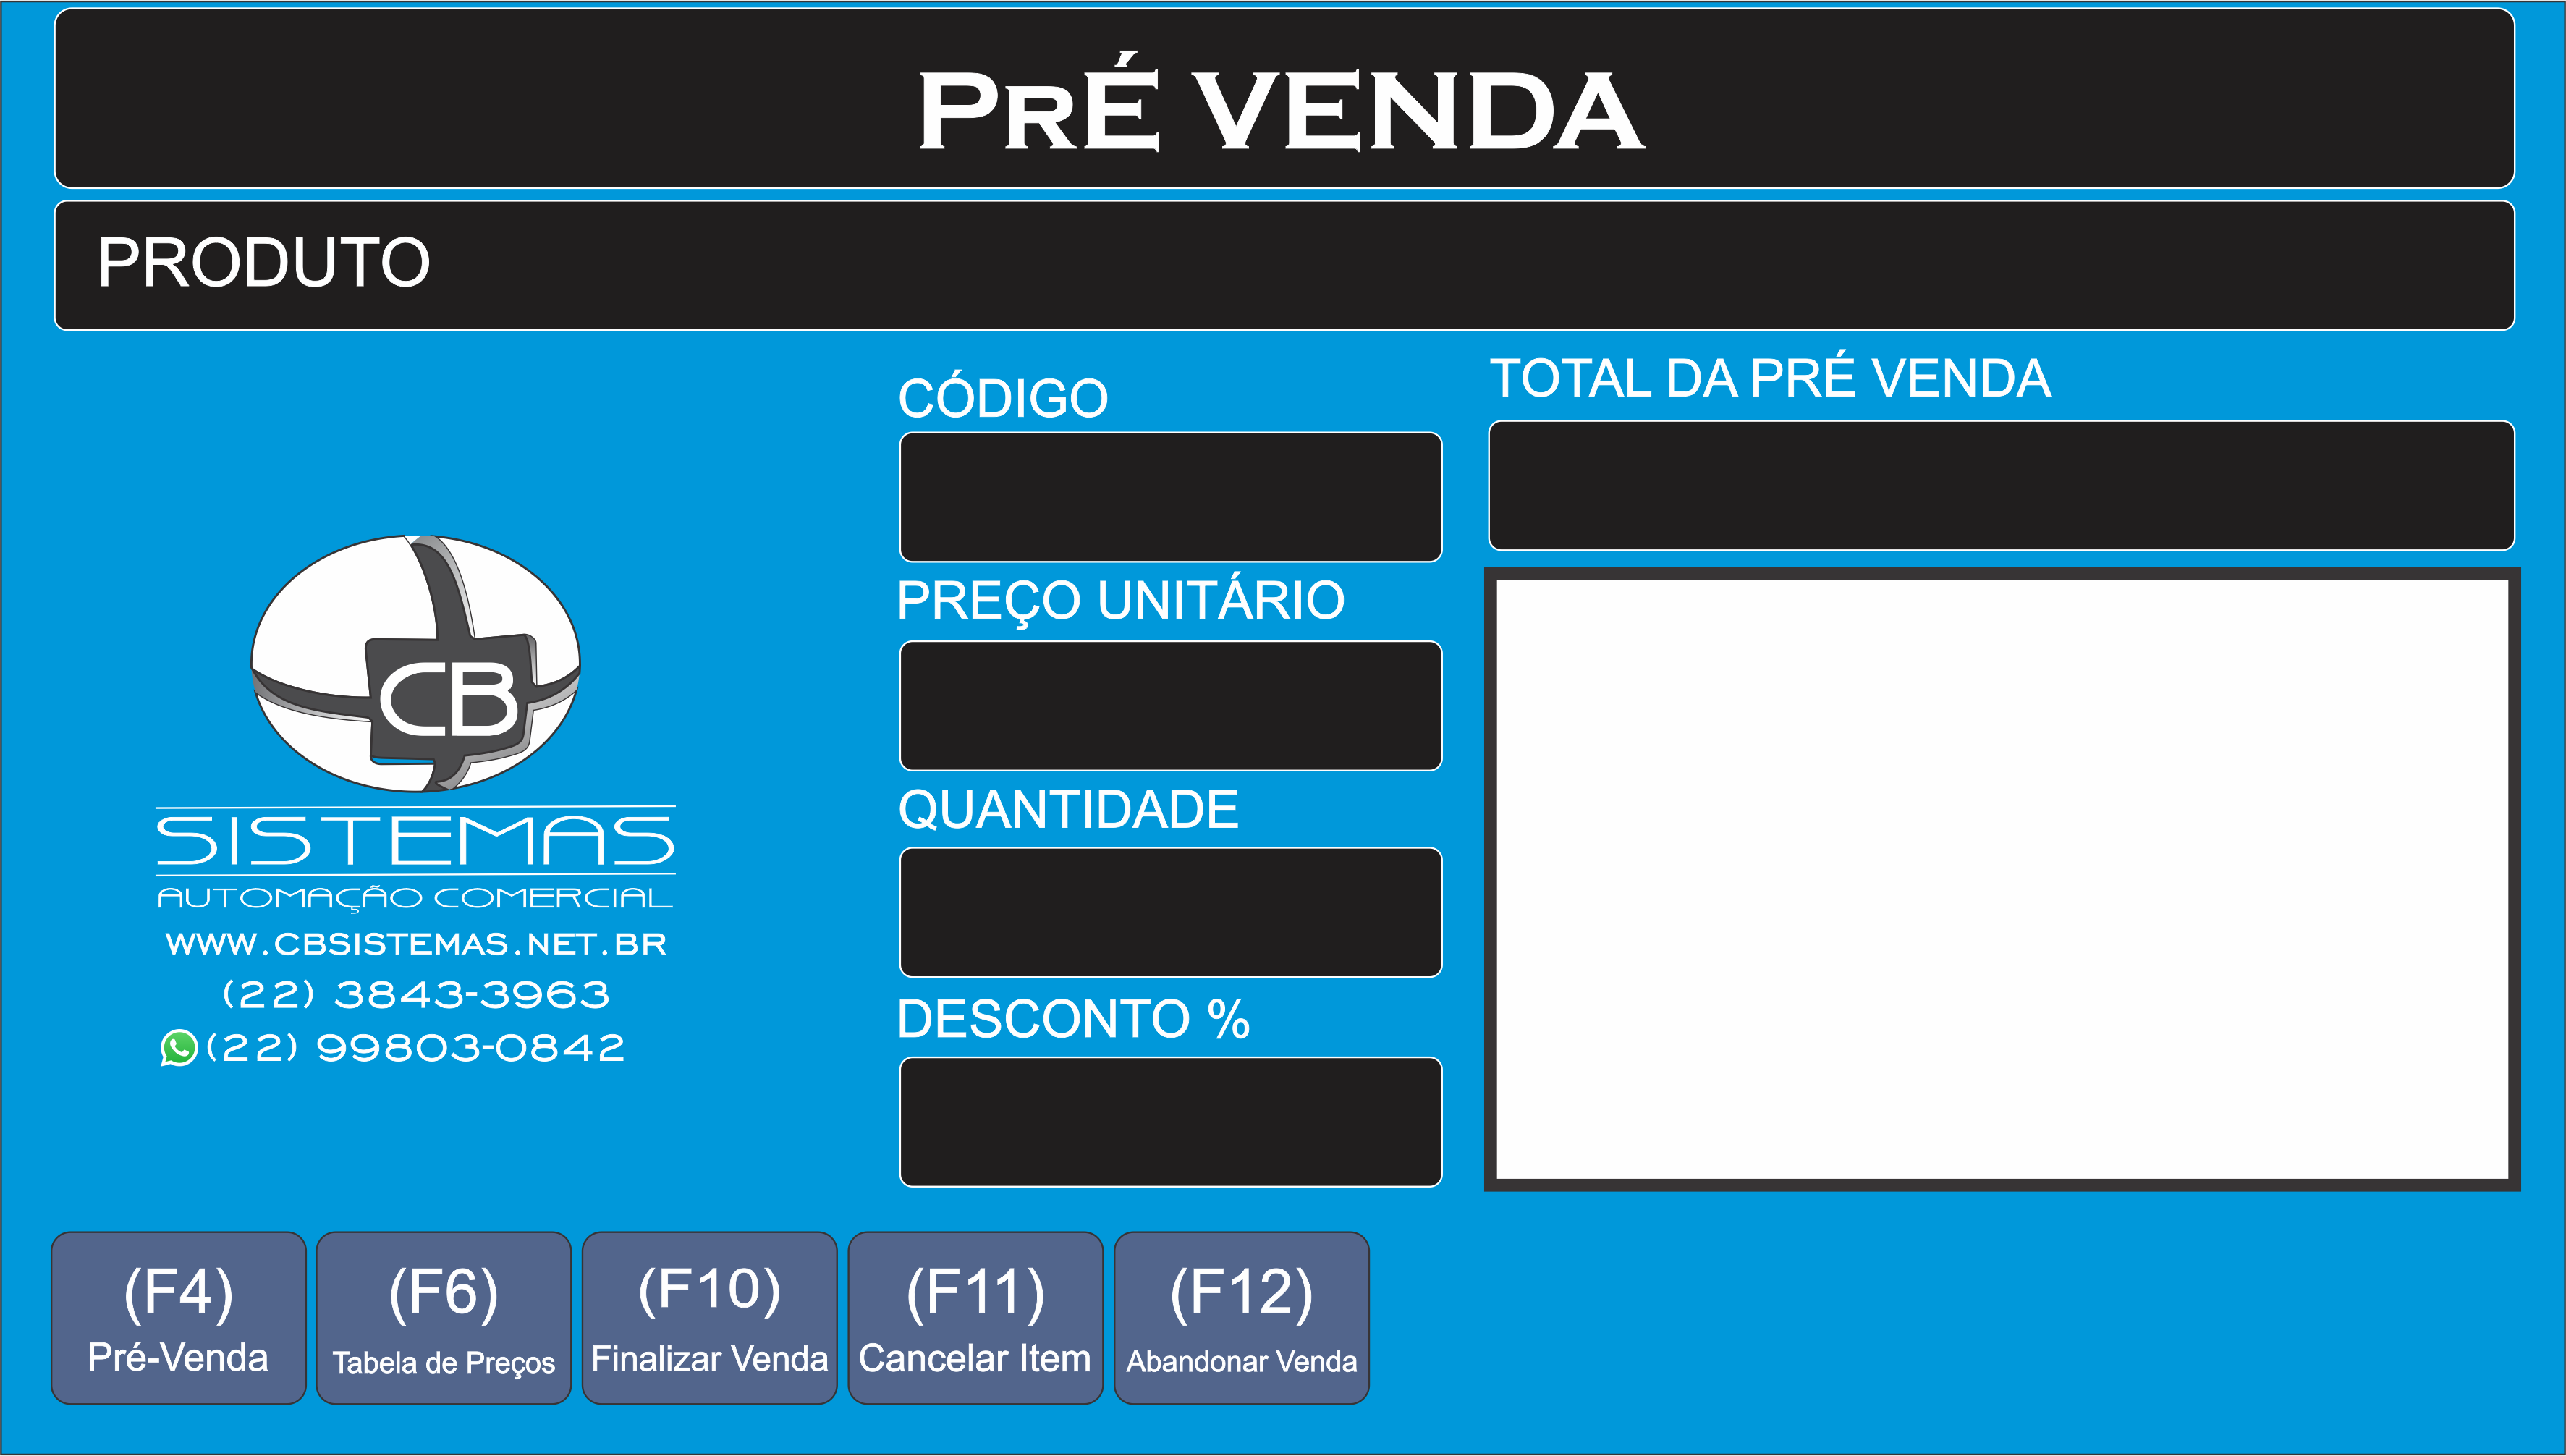 PrÉ VENDA
PRODUTO
CÓDIGO
TOTAL DA PRÉ VENDA
PREÇO UNITÁRIO
QUANTIDADE
DESCONTO %
CB
SISTEMAS
AUTOMAÇÃO COMERCIAL
WWW.CBSISTEMAS.NET.BR
(22) 3843-3963
(22) 99803-0842
(F4)
Pré-Venda
(F6)
Tabela de Preços
(F10)
Finalizar Venda
(F11)
Cancelar Item
(F12)
Abandonar Venda